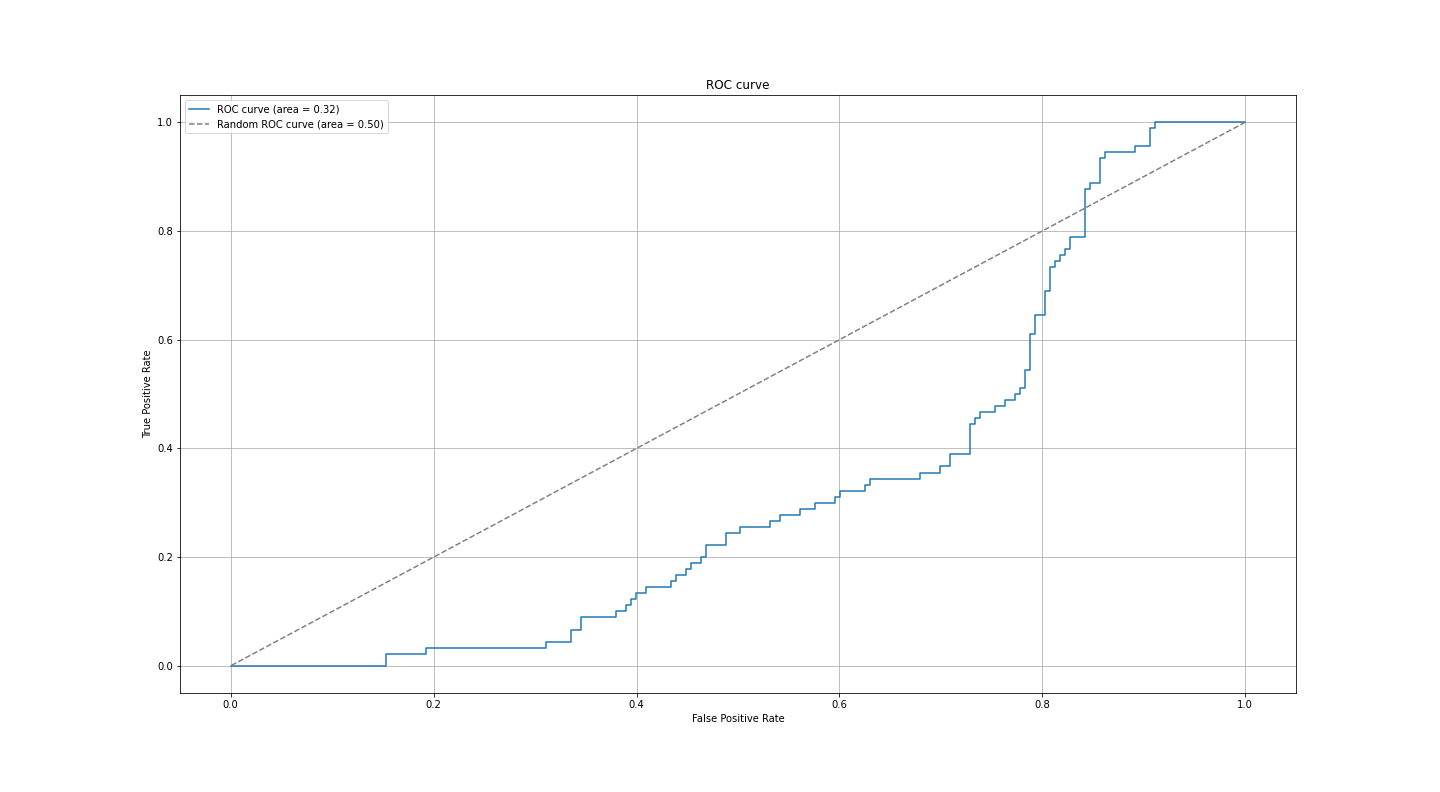 ROC curve
ROC curve (area = 0.32)
Random ROC curve (area = 0.50)
1.0
0.8
0.6
0.4
0.2
0.0
True Positive Rate
0.0 0.2 0.4 0.6 0.8 1.0
False Positive Rate